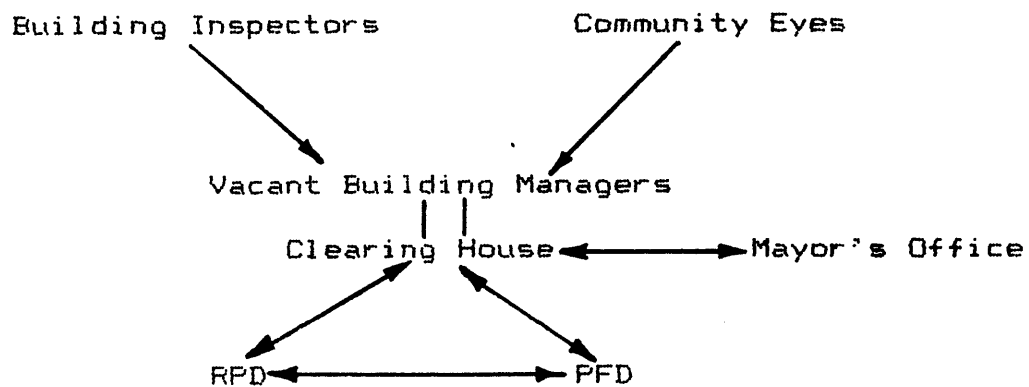 Building Inspectors Community Eyes
Vacant Building Managers
Clearing House Mayor's Office
RPD PFD